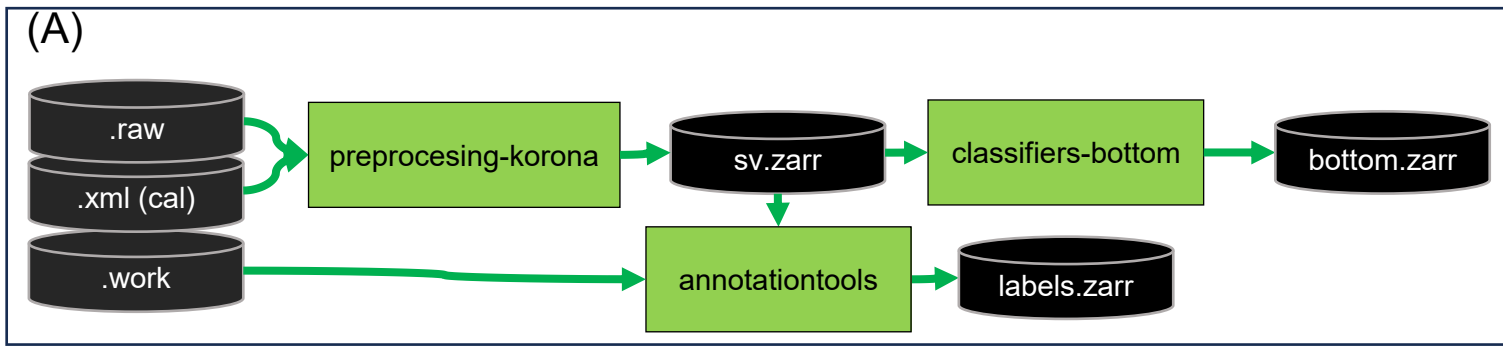 (A)
.raw
.xml (cal)
.work
preprocesing-korona
sv.zarr
classifiers-bottom
bottom.zarr
annotationtools
labels.zarr